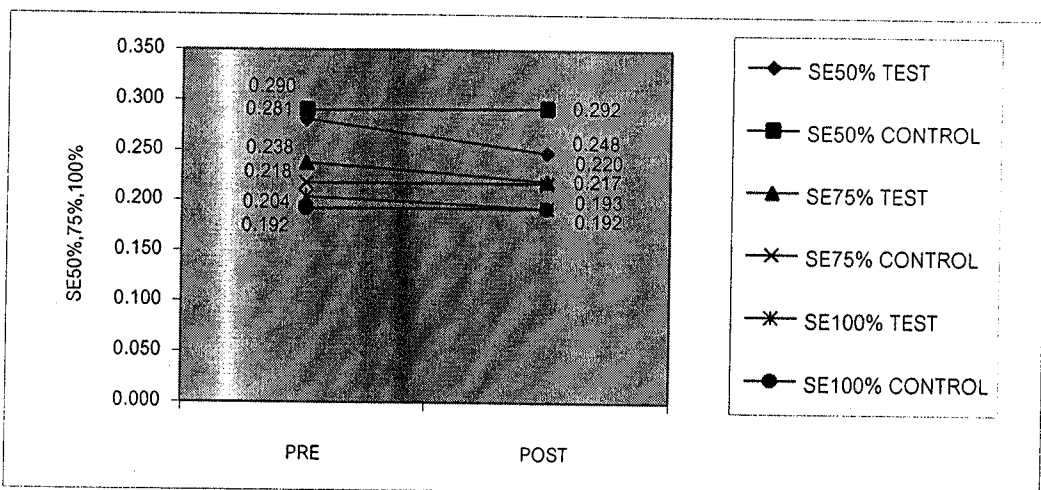 0.350
0.300
0.250
0.200
0.150
0.100
0.050
0.000
SE50%,75%,100%
0.290
0.281
0.238
0.218
0.204
0.192
0.292
0.248
0.220
0.217
0.193
0.192
PRE
POST
SE50% TEST
SE50% CONTROL
SE75% TEST
SE75% CONTROL
SE100% TEST
SE100% CONTROL